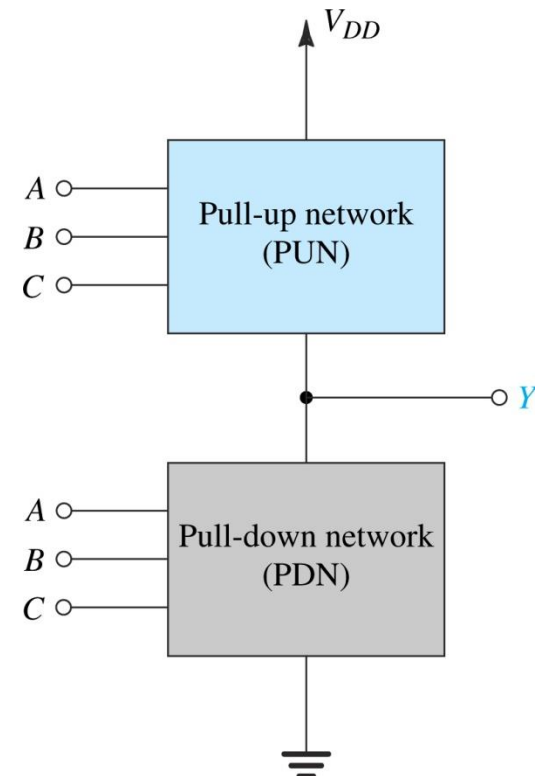 V_DD
A
B
C
Pull-up network
(PUN)
Y
A
B
C
Pull-down network
(PDN)